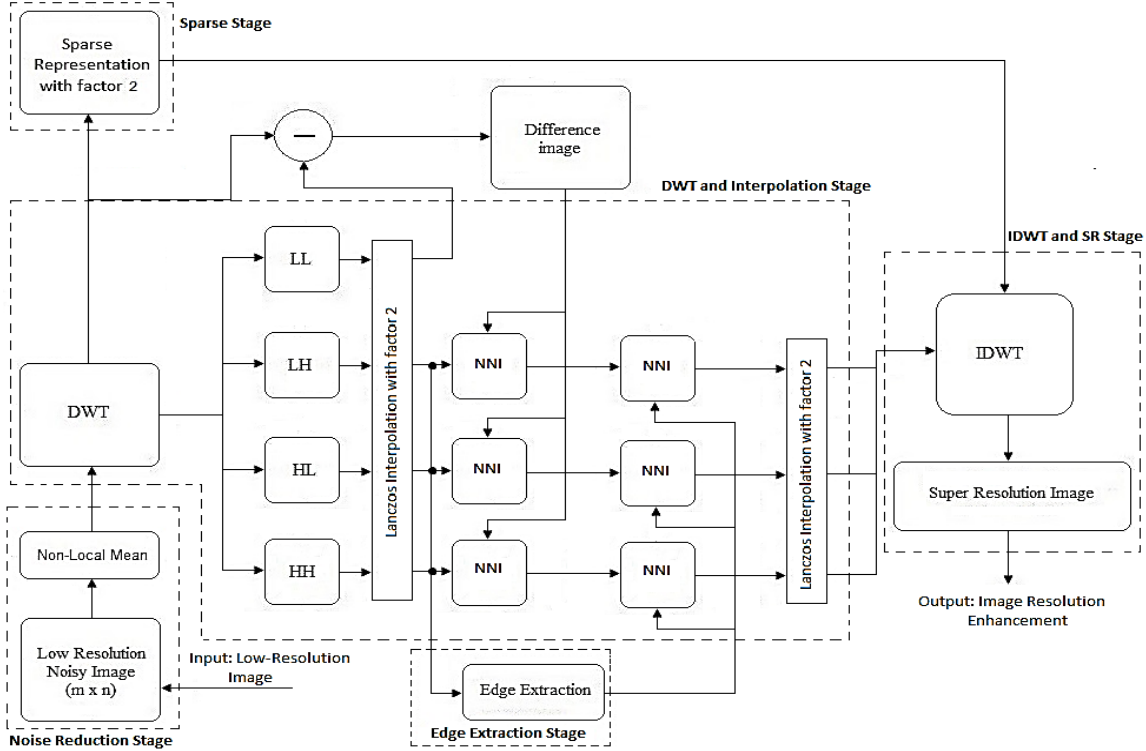 Sparse Stage
Sparse
Representation
with factor 2
Difference
image
DWT and Interpolation Stage
IDWT and SR Stage
LL
LH
HL
HH
DWT
Lanczos Interpolation with factor 2
NNI
NNI
NNI
NNI
NNI
NNI
Lanczos Interpolation with factor 2
IDWT
Super Resolution Image
Output: Image Resolution
Enhancement
Non-Local Mean
Low Resolution
Noisy Image
(m x n)
Input: Low-Resolution
Image
Noise Reduction Stage
Edge Extraction
Edge Extraction Stage